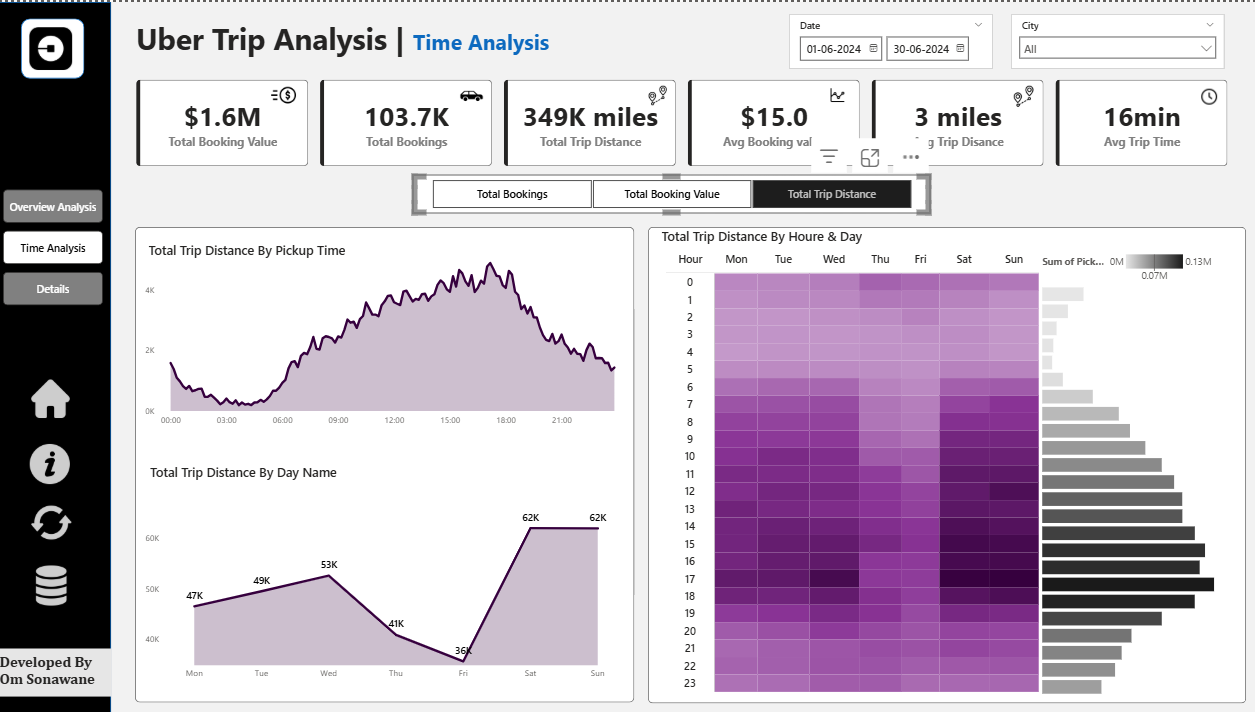 Uber Trip Analysis | Time Analysis
Date
01-06-2024 30-06-2024
City
All
$1.6M
Total Booking Value
103.7K
Total Bookings
349K miles
Total Trip Distance
$15.0
Avg Booking val
3 miles
g Trip Disance
16min
Avg Trip Time
Total Bookings Total Booking Value Total Trip Distance
Overview Analysis
Time Analysis
Details
Developed By
Om Sonawane
Total Trip Distance By Pickup Time
4K
2K
0K
00:00 03:00 06:00 09:00 12:00 15:00 18:00 21:00
Total Trip Distance By Day Name
60K
50K
40K
47K 49K 53K 41K 36K 62K 62K
Mon Tue Wed Thu Fri Sat Sun
Total Trip Distance By Houre & Day
Hour Mon Tue Wed Thu Fri Sat Sun
Sum of Pick... 0M 0.13M
0.07M
0
1
2
3
4
5
6
7
8
9
10
11
12
13
14
15
16
17
18
19
20
21
22
23